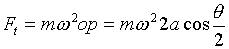 F_t = mω²op = mω²2a cos θ/2